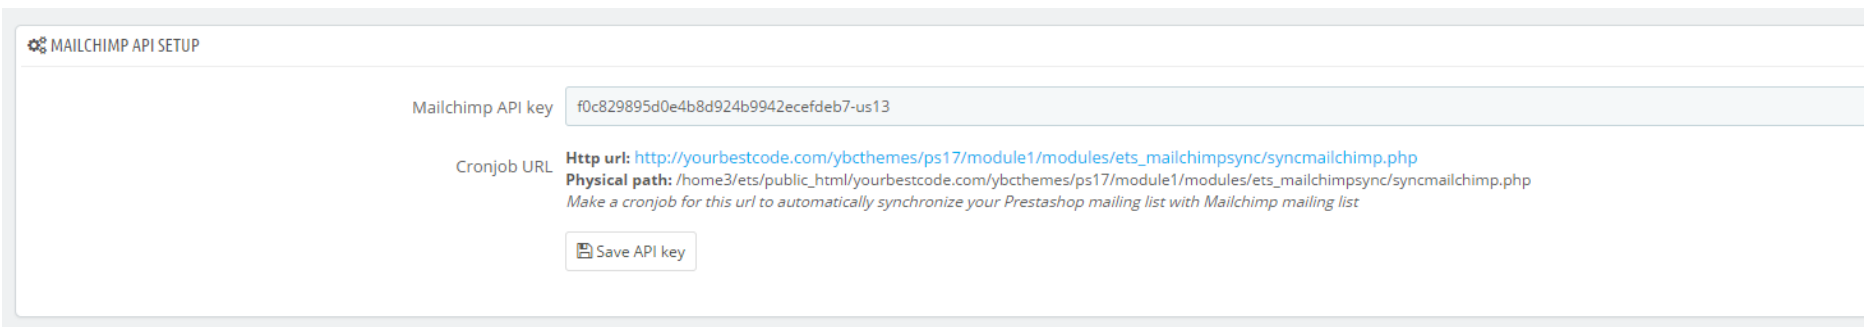 MAILCHIMP API SETUP
Mailchimp API key f0c829895d0e4b8d924b9942ecefdeb7-us13
Cronjob URL Http url: http://yourbestcode.com/ybcthemes/ps17/module1/modules/ets_mailchimpsync/syncmailchimp.php
Physical path: /home3/ets/public_html/yourbestcode.com/ybcthemes/ps17/module1/modules/ets_mailchimpsync/syncmailchimp.php
Make a cronjob for this url to automatically synchronize your Prestashop mailing list with Mailchimp mailing list
Save API key